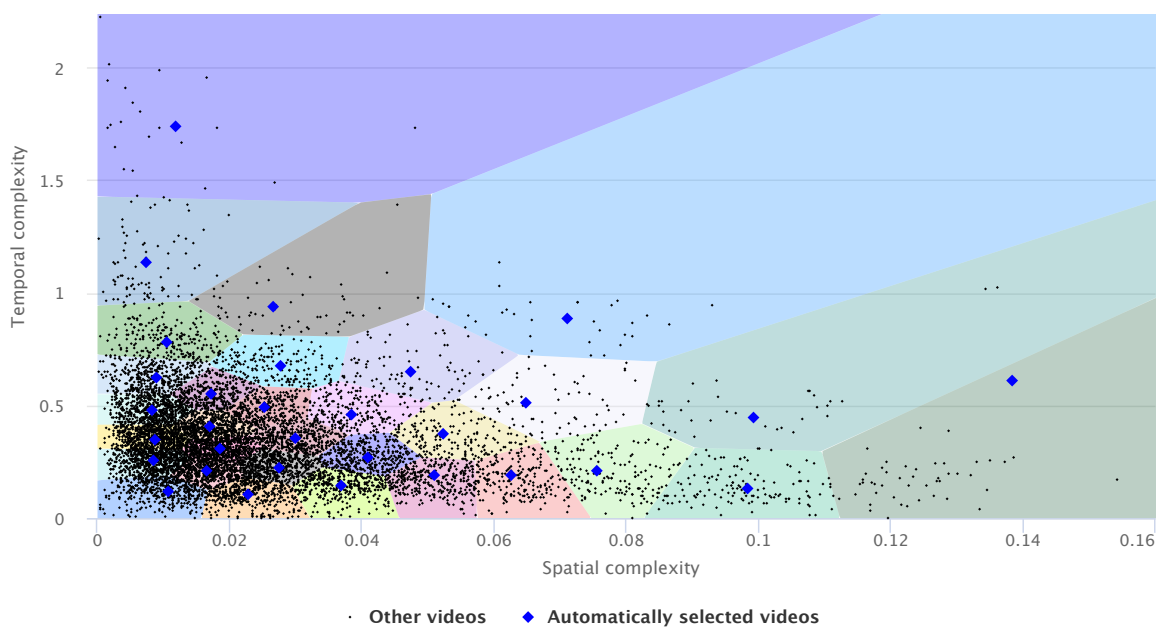 Temporal complexity
2
1.5
1
0.5
0
0 0.02 0.04 0.06 0.08 0.1 0.12 0.14 0.16
Spatial complexity
Other videos Automatically selected videos